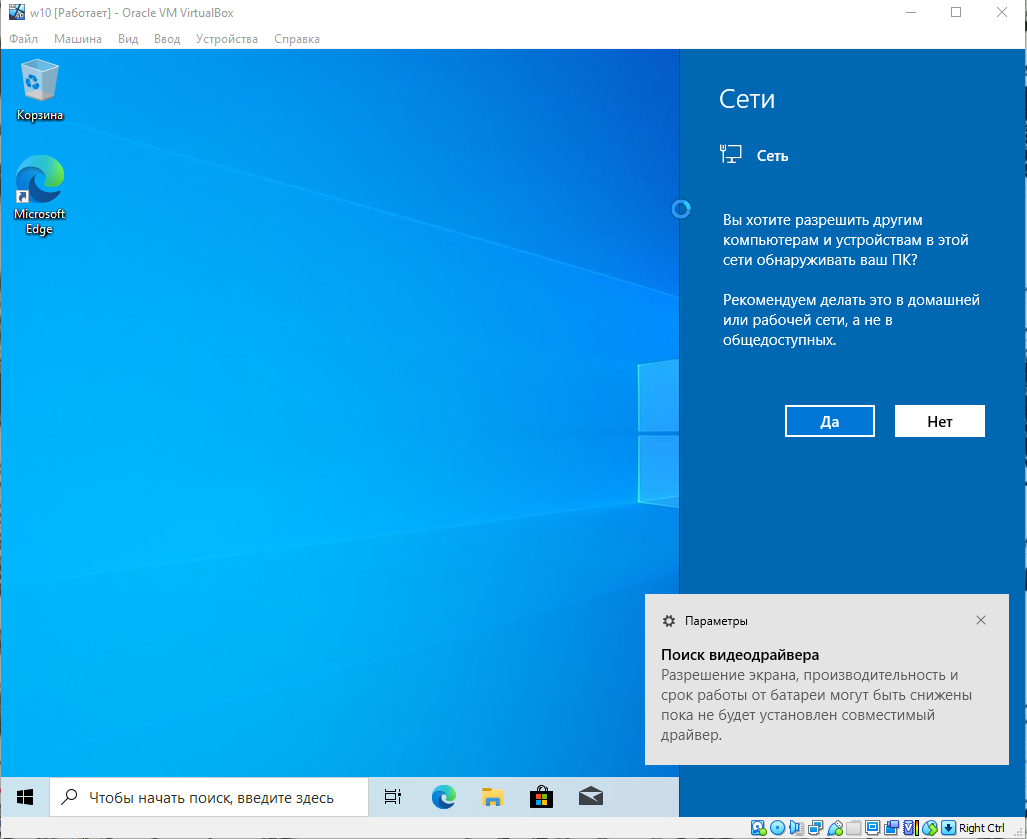 w10 [Работает] - Oracle VM VirtualBox
Файл Машина Вид Ввод Устройства Справка
Корзина
Microsoft
Edge
Сети
Сеть
Вы хотите разрешить другим
компьютерам и устройствам в этой
сети обнаруживать ваш ПК?
Рекомендуем делать это в домашней
или рабочей сети, а не в
общедоступных.
Да Нет
Параметры
Поиск видеодрайвера
Разрешение экрана, производительность и
срок работы от батареи могут быть снижены
пока не будет установлен совместимый
драйвер.
Чтобы начать поиск, введите здесь
Right Ctrl